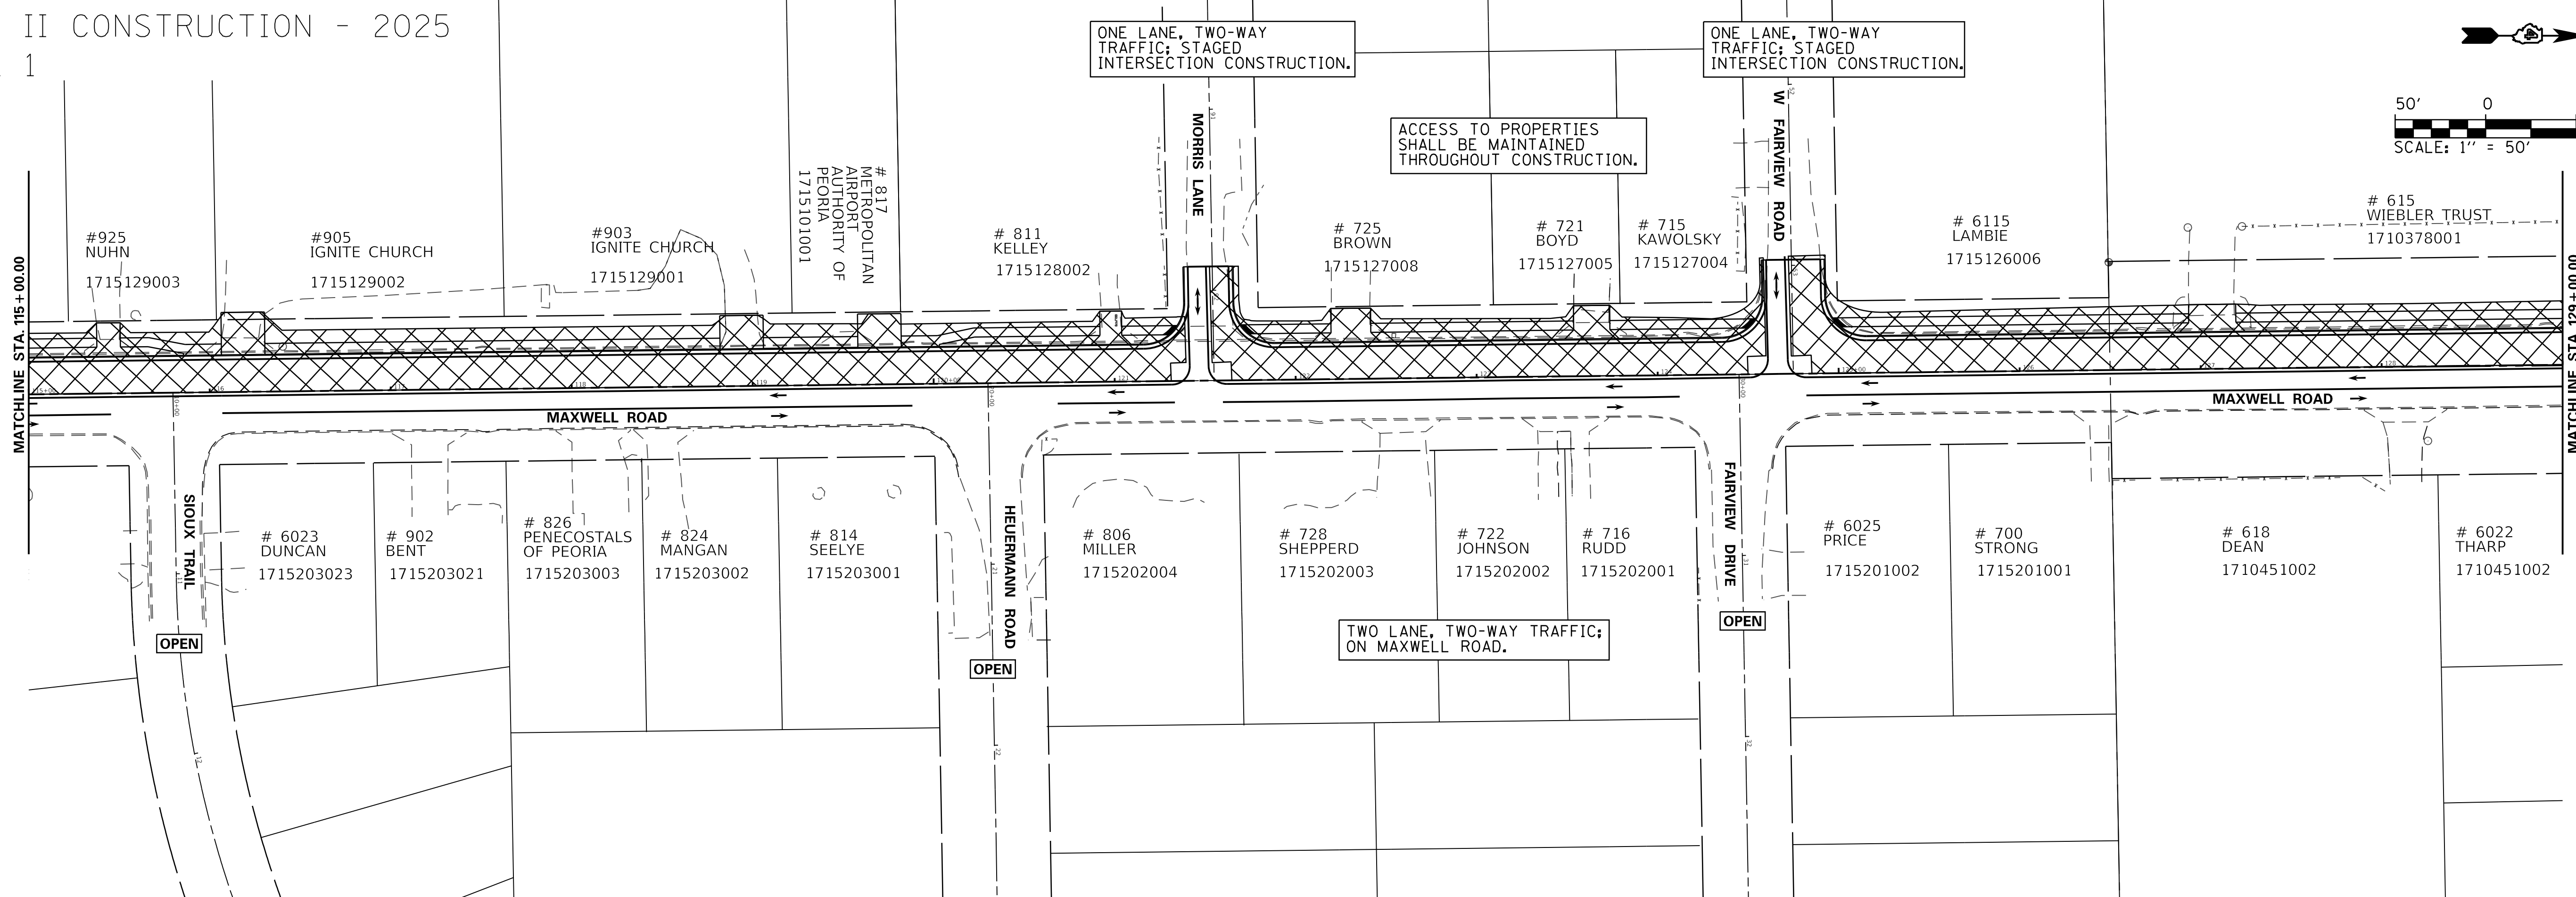 II CONSTRUCTION - 2025
1
ONE LANE, TWO-WAY
TRAFFIC; STAGED
INTERSECTION CONSTRUCTION.
ONE LANE, TWO-WAY
TRAFFIC; STAGED
INTERSECTION CONSTRUCTION.
50' 0
SCALE: 1" = 50'
ACCESS TO PROPERTIES
SHALL BE MAINTAINED
THROUGHOUT CONSTRUCTION.
MATCHLINE STA. 115+00.00
#925
NUHN
1715129003
#905
IGNITE CHURCH
1715129002
#903
IGNITE CHURCH
1715129001
# 817
METROPOLITAN
AIRPORT
AUTHORITY OF
PEORIA
1715101001
# 811
KELLEY
1715128002
MORRIS LANE
# 725
BROWN
1715127008
# 721
BOYD
1715127005
# 715
KAWOLSKY
1715127004
W FAIRVIEW ROAD
# 6115
LAMBIE
1715126006
# 615
WIEBLER TRUST
1710378001
MATCHLINE STA. 129+00.00
MAXWELL ROAD
MAXWELL ROAD
SIOUX TRAIL
OPEN
# 6023
DUNCAN
1715203023
# 902
BENT
1715203021
# 826
PENECOSTALS
OF PEORIA
1715203003
# 824
MANGAN
1715203002
# 814
SEELYE
1715203001
HEUERMANN ROAD
OPEN
# 806
MILLER
1715202004
# 728
SHEPPERD
1715202003
# 722
JOHNSON
1715202002
# 716
RUDD
1715202001
FAIRVIEW DRIVE
OPEN
# 6025
PRICE
1715201002
# 700
STRONG
1715201001
# 618
DEAN
1710451002
# 6022
THARP
1710451002
TWO LANE, TWO-WAY TRAFFIC;
ON MAXWELL ROAD.